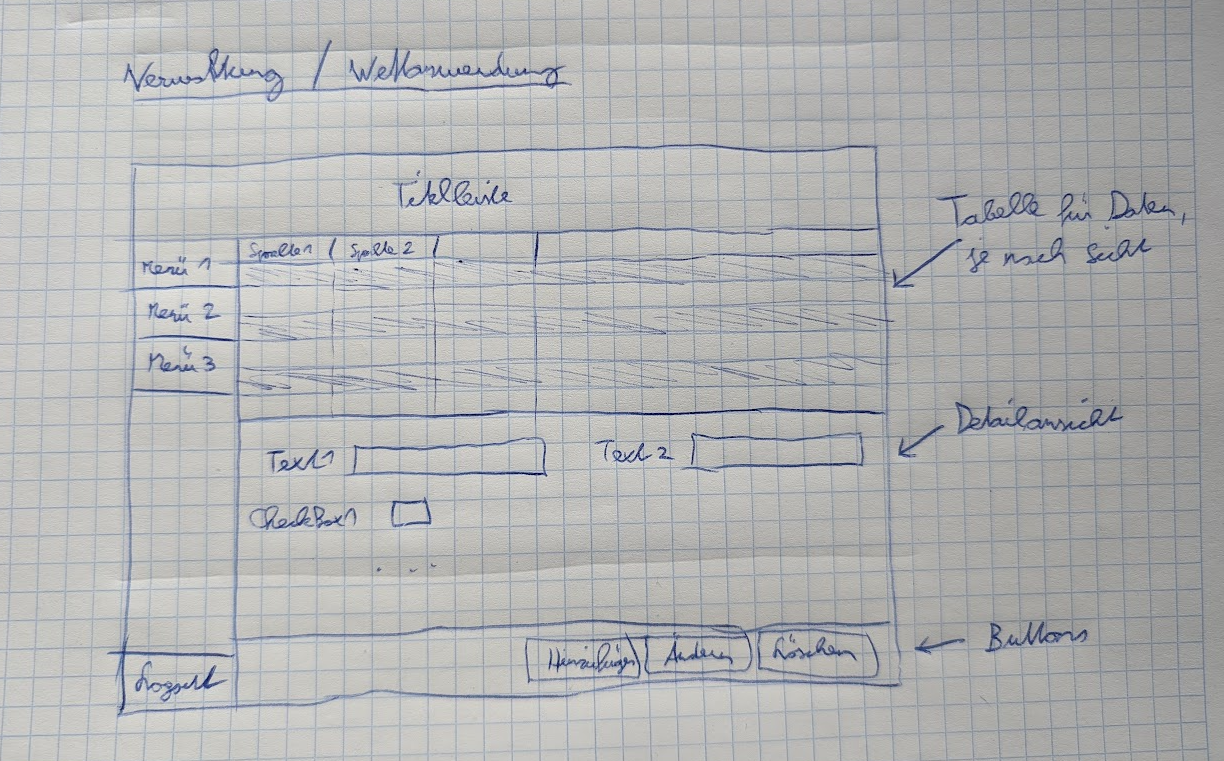 Verwaltung / Webanwendung
Titelleiste
Tabelle für Daten,
je nach Sicht
Spalte 1 Spalte 2
Menü 1
Menü 2
Menü 3
Detailansicht
Text 1 Text 2
CheckBox 1
...
Buttons
Hinzufügen Ändern Löschen
Logout